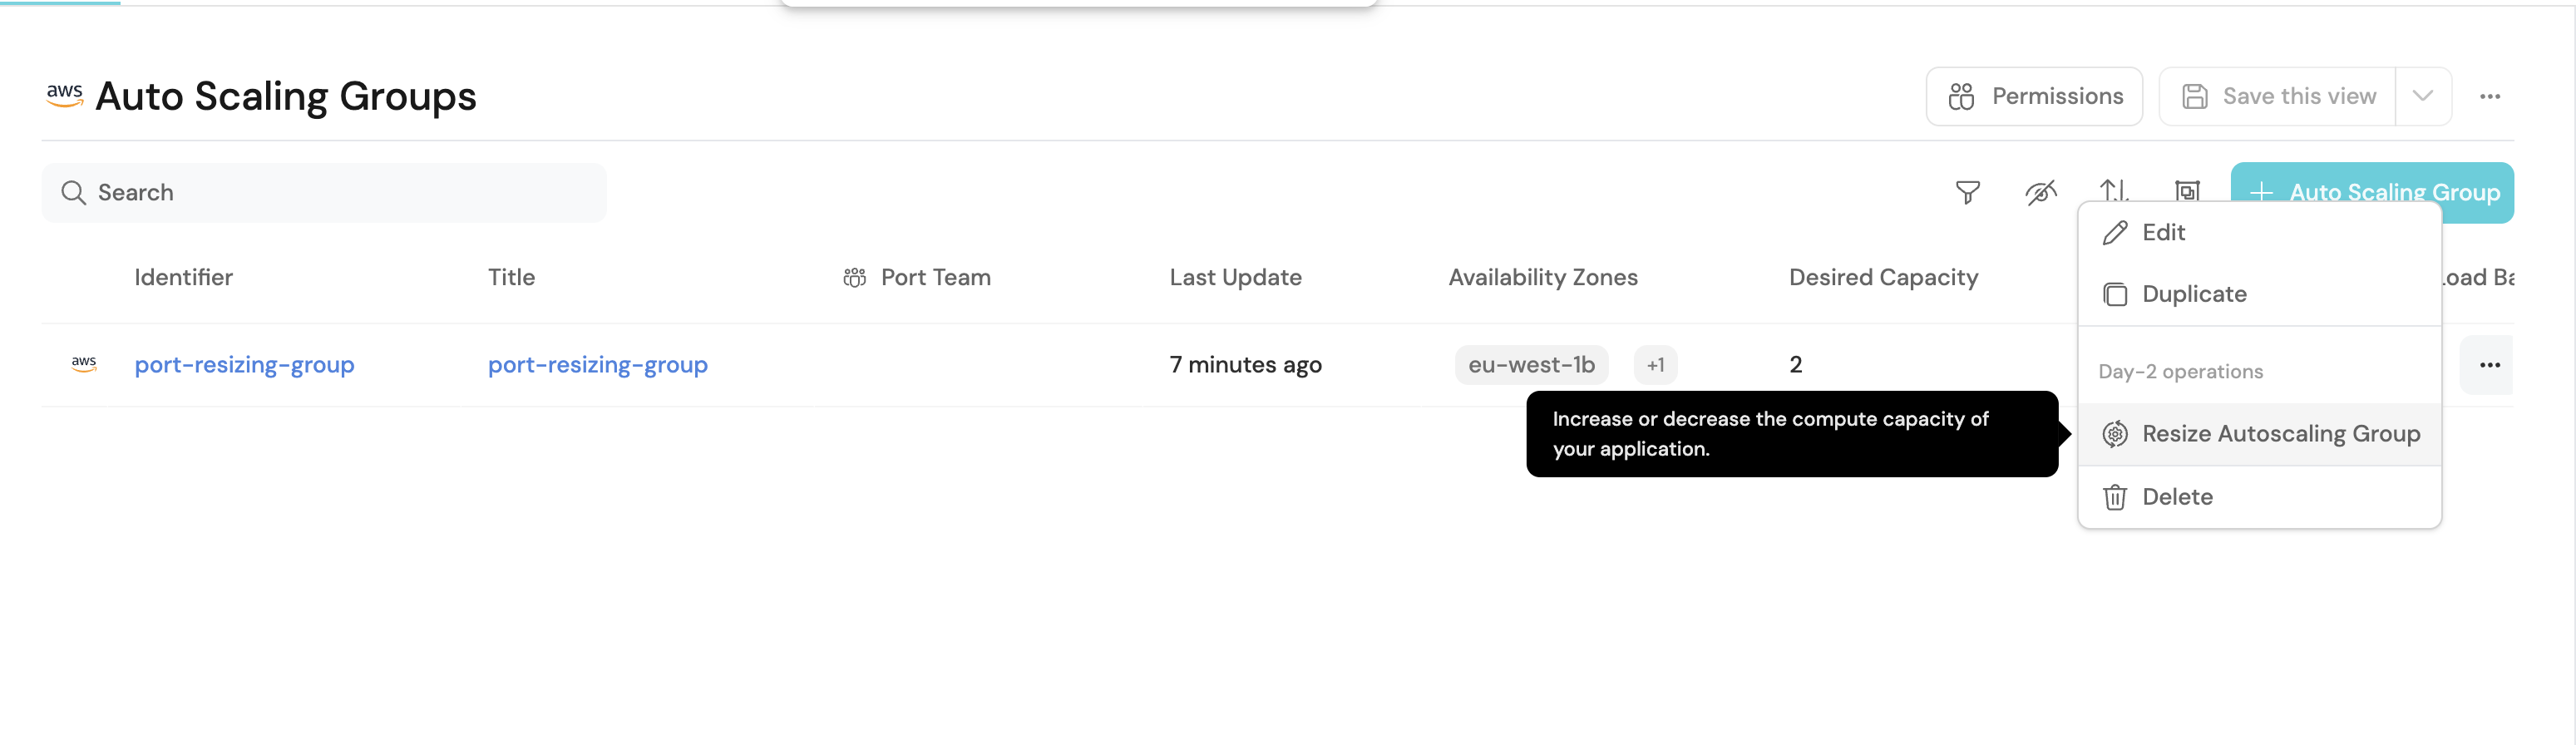 aws Auto Scaling Groups
Permissions
Save this view
Search
Auto Scaling Group
Edit
Duplicate
Identifier
Title
Port Team
Last Update
Availability Zones
Desired Capacity
Load Ba
aws
port-resizing-group
port-resizing-group
7 minutes ago
eu-west-1b
+1
2
Day-2 operations
Increase or decrease the compute capacity of
your application.
Resize Autoscaling Group
Delete